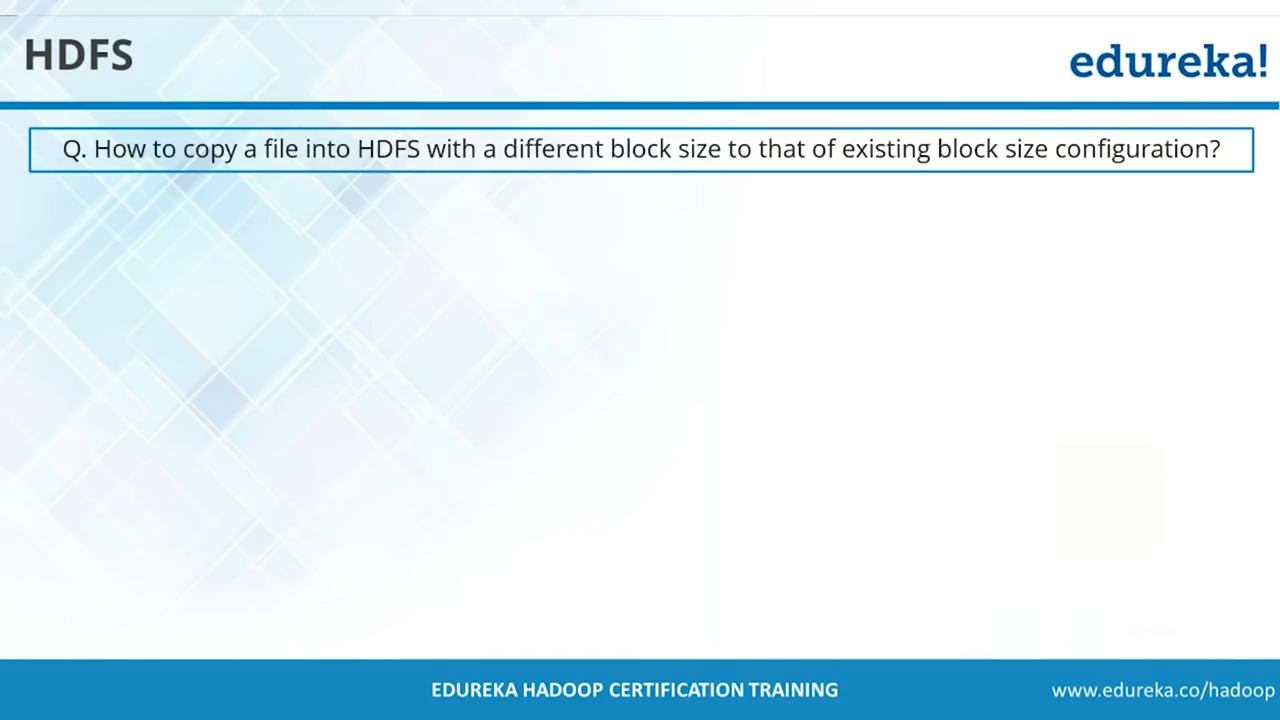 HDFS
edureka!
Q. How to copy a file into HDFS with a different block size to that of existing block size configuration?
EDUREKA HADOOP CERTIFICATION TRAINING
www.edureka.co/hadoop